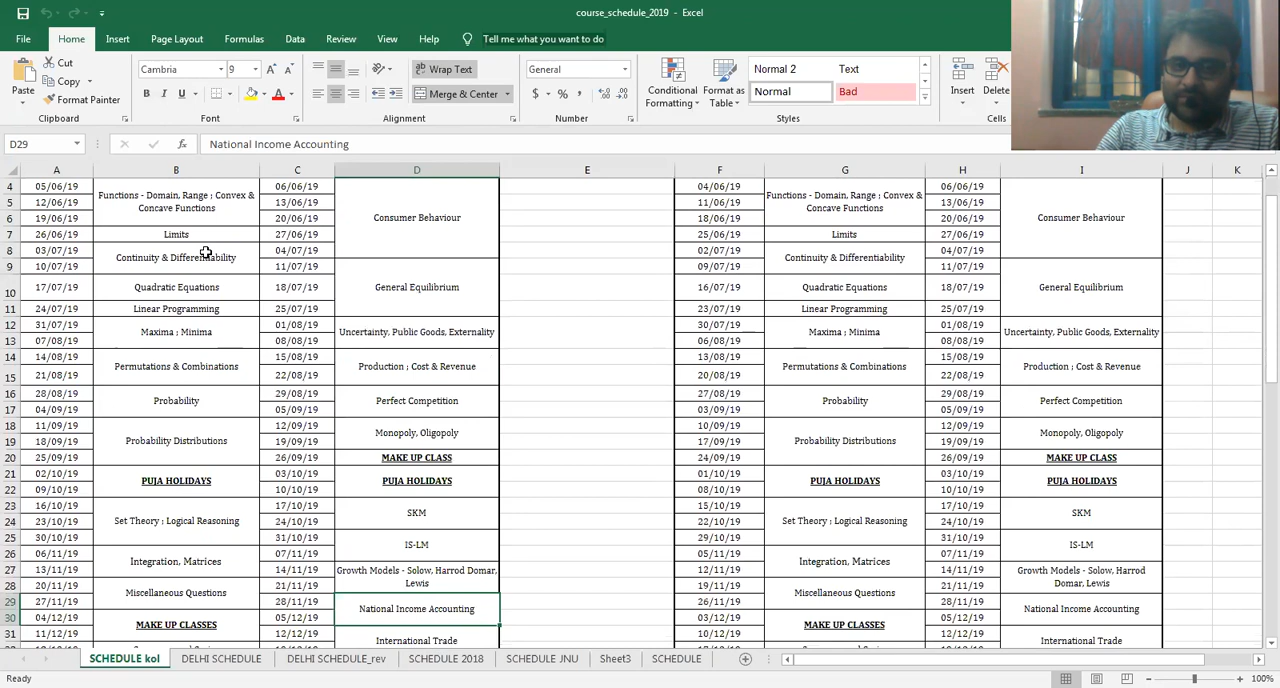 course_schedule_2019 - Excel
File Home Insert Page Layout Formulas Data Review View Help Tell me what you want to do
Paste Cut Copy Format Painter
Cambria 9
B I U
Wrap Text
Merge & Center
General
$ % ,
Conditional Formatting
Format as Table
Normal 2 Text
Normal Bad
Insert Delete
Clipboard Font Alignment Number Styles Cells
D29 National Income Accounting
A B C D E F G H I J K
4 05/06/19 Functions - Domain, Range ; Convex & 06/06/19 04/06/19 Functions - Domain, Range ; Convex & 06/06/19
5 12/06/19 Concave Functions 13/06/19 11/06/19 Concave Functions 13/06/19
6 19/06/19 20/06/19 Consumer Behaviour 18/06/19 20/06/19 Consumer Behaviour
7 26/06/19 Limits 27/06/19 25/06/19 Limits 27/06/19
8 03/07/19 Continuity & Differentiability 04/07/19 02/07/19 Continuity & Differentiability 04/07/19
9 10/07/19 11/07/19 09/07/19 11/07/19
10 17/07/19 Quadratic Equations 18/07/19 General Equilibrium 16/07/19 Quadratic Equations 18/07/19 General Equilibrium
11 24/07/19 Linear Programming 25/07/19 23/07/19 Linear Programming 25/07/19
12 31/07/19 Maxima ; Minima 01/08/19 Uncertainty, Public Goods, Externality 30/07/19 Maxima ; Minima 01/08/19 Uncertainty, Public Goods, Externality
13 07/08/19 08/08/19 06/08/19 08/08/19
14 14/08/19 Permutations & Combinations 15/08/19 Production ; Cost & Revenue 13/08/19 Permutations & Combinations 15/08/19 Production ; Cost & Revenue
15 21/08/19 22/08/19 20/08/19 22/08/19
16 28/08/19 Probability 29/08/19 Perfect Competition 27/08/19 Probability 29/08/19 Perfect Competition
17 04/09/19 05/09/19 03/09/19 05/09/19
18 11/09/19 12/09/19 Monopoly, Oligopoly 10/09/19 12/09/19 Monopoly, Oligopoly
19 18/09/19 Probability Distributions 19/09/19 17/09/19 Probability Distributions 19/09/19
20 25/09/19 26/09/19 MAKE UP CLASS 24/09/19 26/09/19 MAKE UP CLASS
21 02/10/19 PUJA HOLIDAYS 03/10/19 PUJA HOLIDAYS 01/10/19 PUJA HOLIDAYS 03/10/19 PUJA HOLIDAYS
22 09/10/19 10/10/19 08/10/19 10/10/19
23 16/10/19 17/10/19 SKM 15/10/19 17/10/19 SKM
24 23/10/19 Set Theory ; Logical Reasoning 24/10/19 22/10/19 Set Theory ; Logical Reasoning 24/10/19
25 30/10/19 31/10/19 IS-LM 29/10/19 31/10/19 IS-LM
26 06/11/19 Integration, Matrices 07/11/19 05/11/19 Integration, Matrices 07/11/19
27 13/11/19 14/11/19 Growth Models - Solow, Harrod Domar, 12/11/19 14/11/19 Growth Models - Solow, Harrod
28 20/11/19 Miscellaneous Questions 21/11/19 Lewis 19/11/19 Miscellaneous Questions 21/11/19 Domar, Lewis
29 27/11/19 28/11/19 National Income Accounting 26/11/19 28/11/19 National Income Accounting
30 04/12/19 MAKE UP CLASSES 05/12/19 03/12/19 MAKE UP CLASSES 05/12/19
31 11/12/19 12/12/19 International Trade 10/12/19 12/12/19 International Trade
SCHEDULE kol DELHI SCHEDULE DELHI SCHEDULE_rev SCHEDULE 2018 SCHEDULE JNU Sheet3 SCHEDULE
Ready 100%